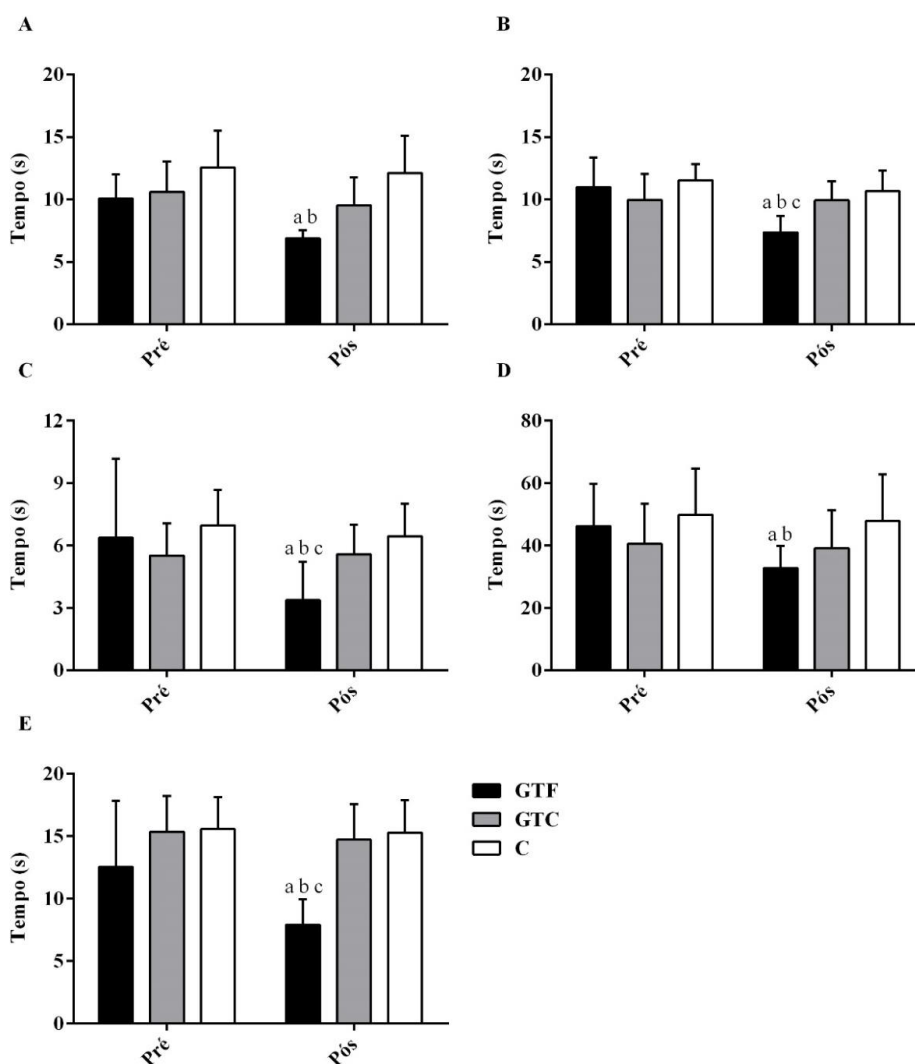 A
Tempo (s)
20
15
10
5
0
a b
Pré
Pós
B
Tempo (s)
20
15
10
5
0
a b c
Pré
Pós
C
Tempo (s)
12
9
6
3
0
a b c
Pré
Pós
D
Tempo (s)
80
60
40
20
0
a b
Pré
Pós
E
Tempo (s)
20
15
10
5
0
a b c
Pré
Pós
GTF
GTC
C